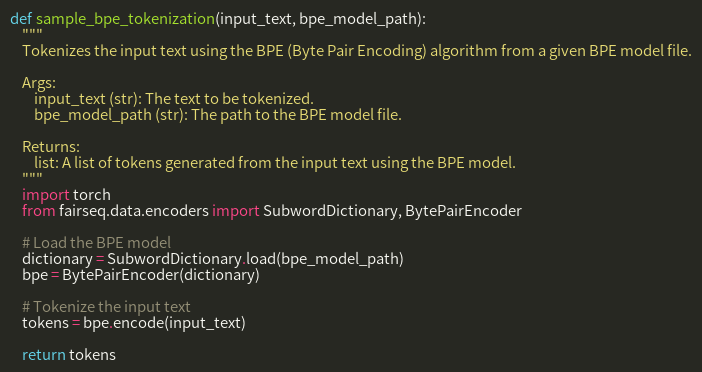 def sample_bpe_tokenization(input_text, bpe_model_path):
    """
    Tokenizes the input text using the BPE (Byte Pair Encoding) algorithm from a given BPE model file.

    Args:
        input_text (str): The text to be tokenized.
        bpe_model_path (str): The path to the BPE model file.

    Returns:
        list: A list of tokens generated from the input text using the BPE model.
    """
    import torch
    from fairseq.data.encoders import SubwordDictionary, BytePairEncoder

    # Load the BPE model
    dictionary = SubwordDictionary.load(bpe_model_path)
    bpe = BytePairEncoder(dictionary)

    # Tokenize the input text
    tokens = bpe.encode(input_text)

    return tokens